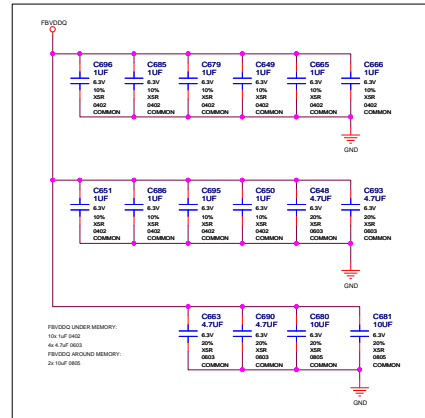 FBVDDQ
C696 C685 C679 C649 C665 C666
1UF 1UF 1UF 1UF 1UF 1UF
6.3V 6.3V 6.3V 6.3V 6.3V 6.3V
10% 10% 10% 10% 10% 10%
X5R X5R X5R X5R X5R X5R
0402 0402 0402 0402 0402 0402
COMMON COMMON COMMON COMMON COMMON COMMON
GND
C651 C686 C695 C650 C648 C693
1UF 1UF 1UF 1UF 4.7UF 4.7UF
6.3V 6.3V 6.3V 6.3V 6.3V 6.3V
10% 10% 10% 10% 20% 20%
X5R X5R X5R X5R X5R X5R
0402 0402 0402 0402 0603 0603
COMMON COMMON COMMON COMMON COMMON COMMON
GND
C663 C690 C680 C681
4.7UF 4.7UF 10UF 10UF
6.3V 6.3V 6.3V 6.3V
20% 20% 20% 20%
X5R X5R X5R X5R
0603 0603 0805 0805
COMMON COMMON COMMON COMMON
GND
FBVDDQ UNDER MEMORY:
10x 1uF 0402
4x 4.7uF 0603
FBVDDQ AROUND MEMORY:
2x 10uF 0805